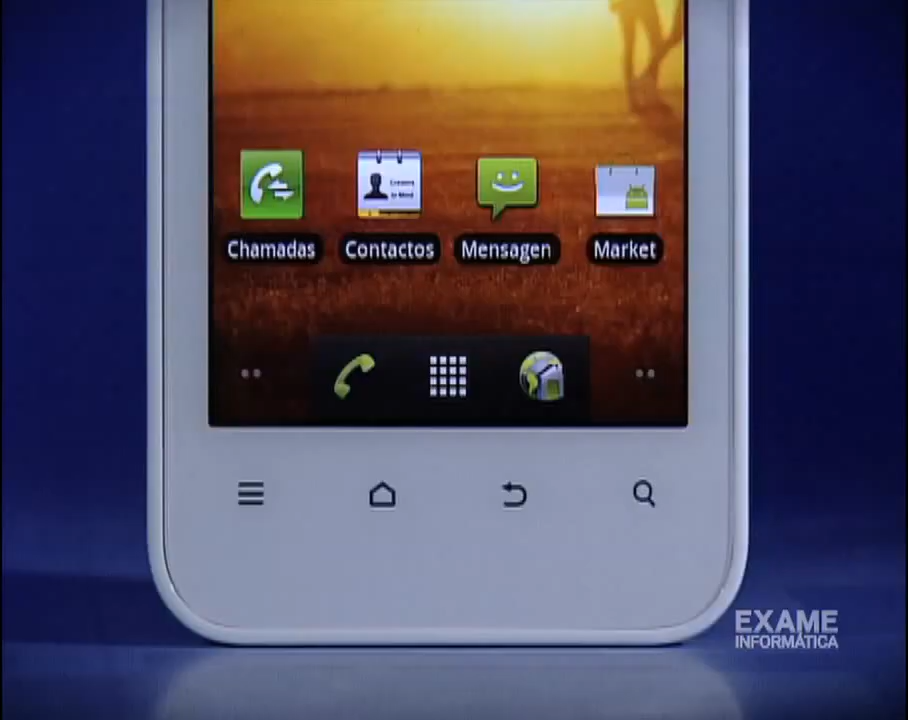 Chamadas
Contactos
Mensagen
Market
EXAME
INFORMÁTICA